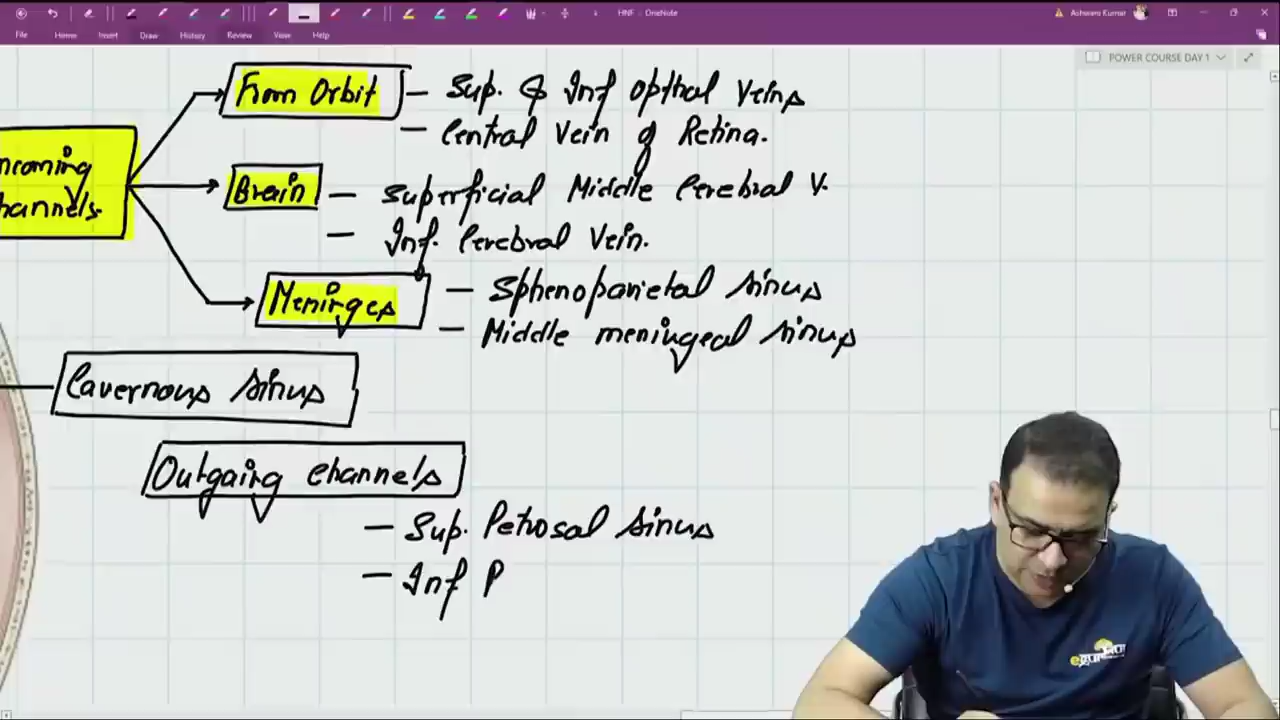 HNF - OneNote
Ashwani Kumar
File Home Insert Draw History Review View Help
POWER COURSE DAY 1
From Orbit - Sup. & Inf opthal Veins
- Central Vein of Retina.
ncoming
hannels
Brain - Superficial Middle Cerebral V.
- Inf. Cerebral Vein.
Meninges - Sphenoparietal sinus
- Middle meningeal sinus
Cavernous sinus
Outgoing channels
- Sup. Petrosal sinus
- Inf P